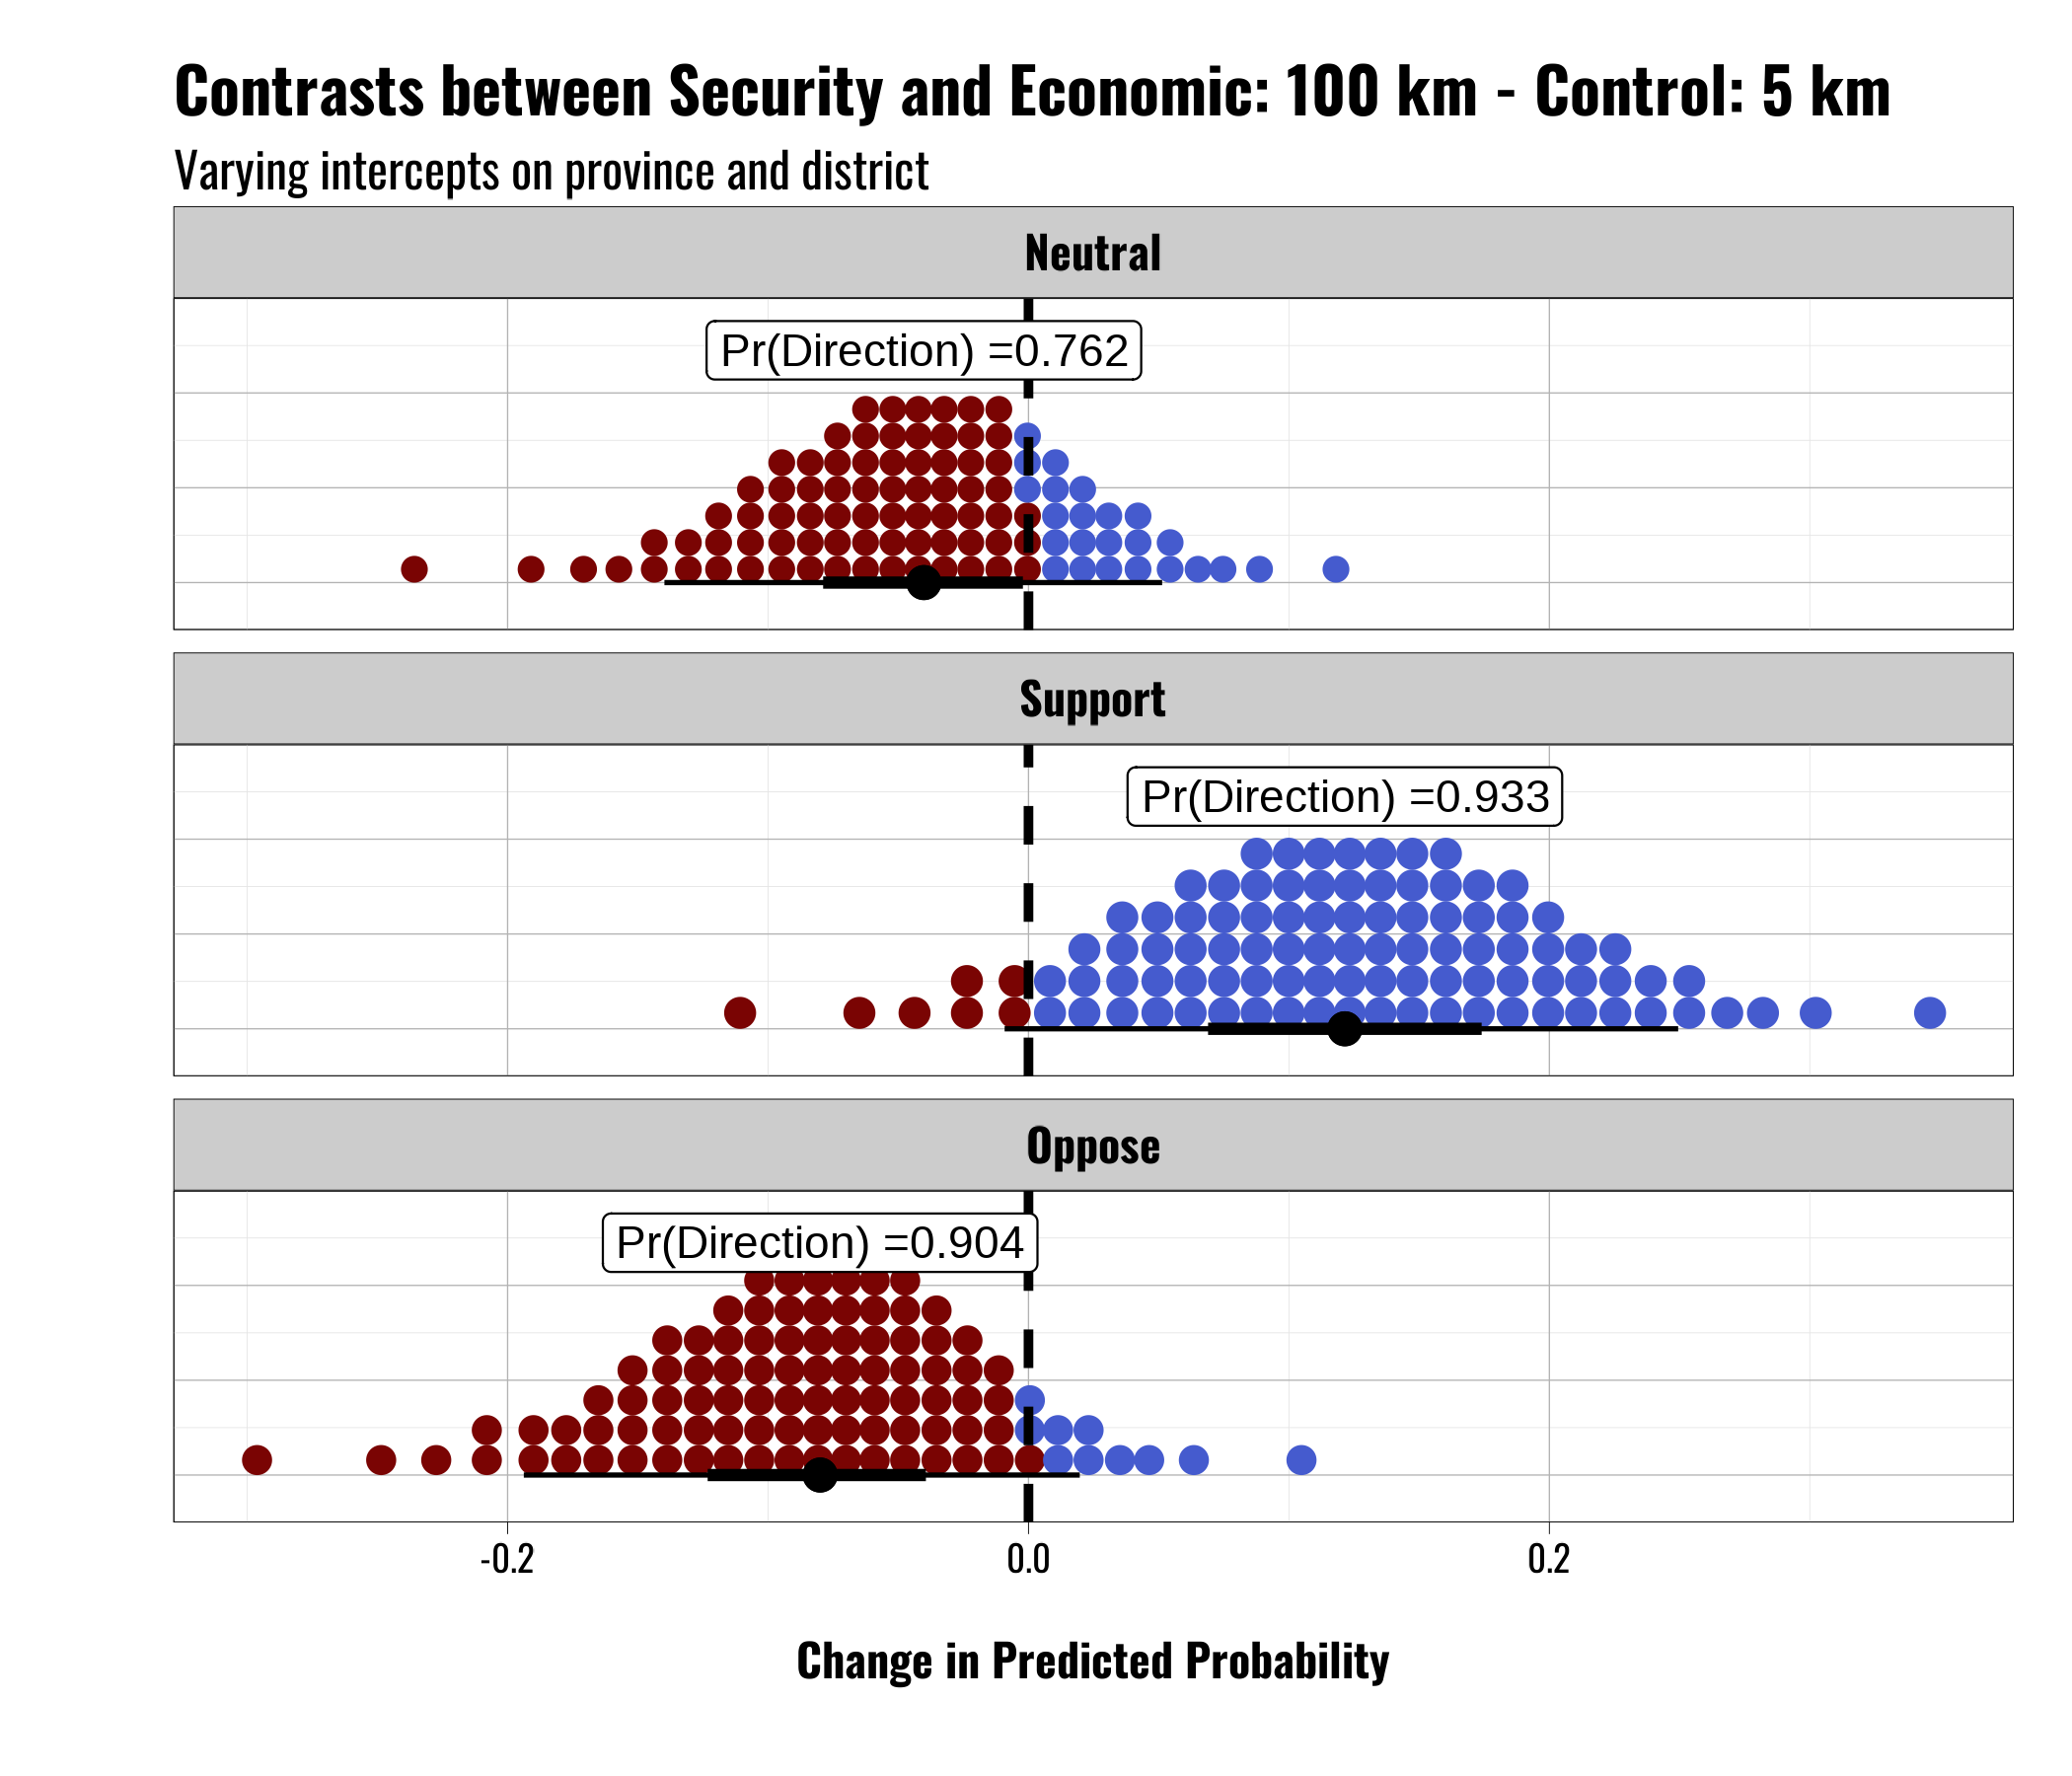 Contrasts between Security and Economic: 100 km - Control: 5 km
Varying intercepts on province and district
Neutral
Pr(Direction) =0.762
Support
Pr(Direction) =0.933
Oppose
Pr(Direction) =0.904
-0.2 0.0 0.2
Change in Predicted Probability